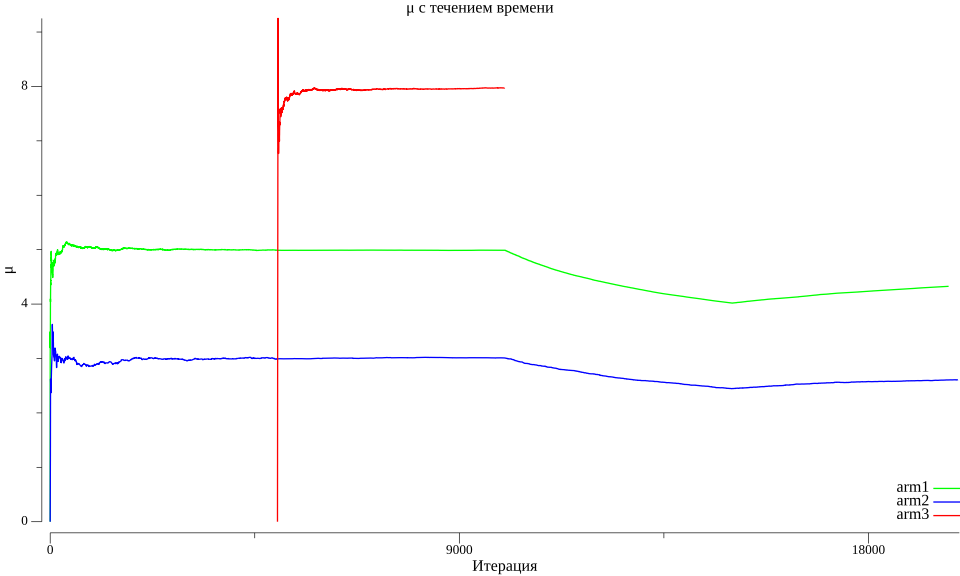 μ с течением времени
8
μ
4
0
arm1
arm2
arm3
0 9000 18000
Итерация